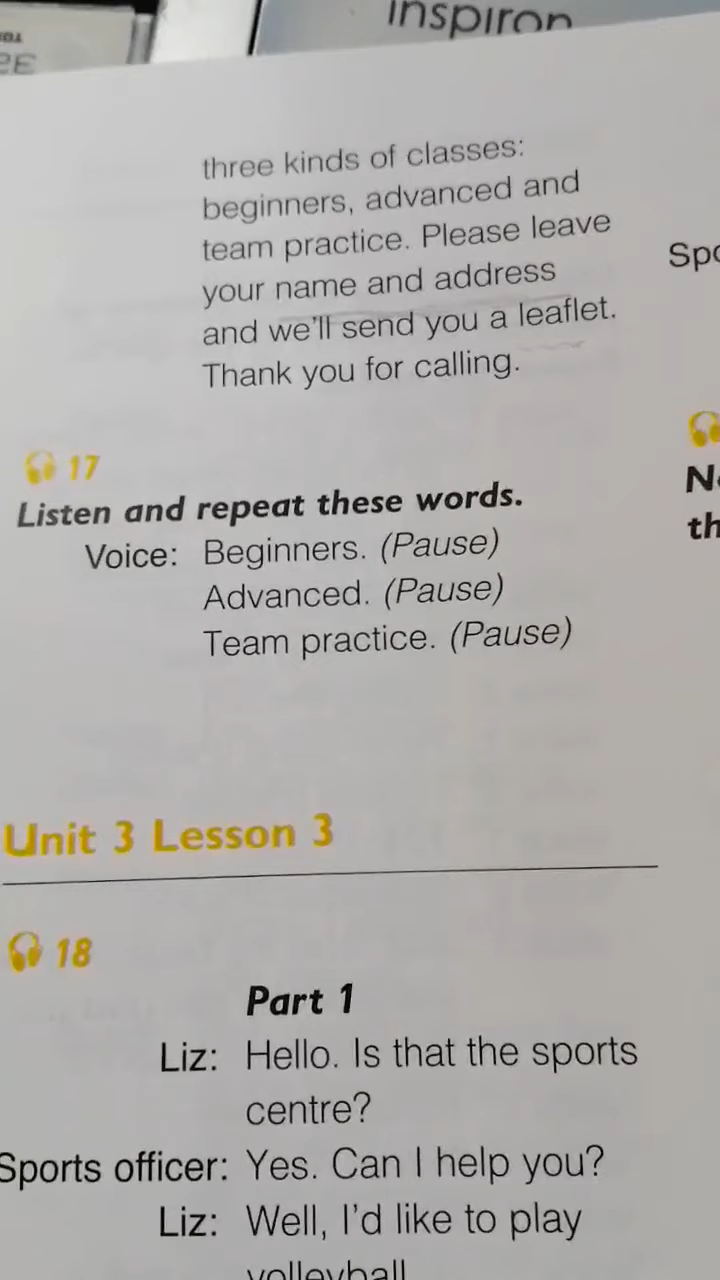 inspiron
three kinds of classes:
beginners, advanced and
team practice. Please leave
your name and address
and we'll send you a leaflet.
Thank you for calling.
17
Listen and repeat these words.
Voice: Beginners. (Pause)
Advanced. (Pause)
Team practice. (Pause)
Unit 3 Lesson 3
18
Part 1
Liz: Hello. Is that the sports
centre?
Sports officer: Yes. Can I help you?
Liz: Well, I'd like to play
volleyball